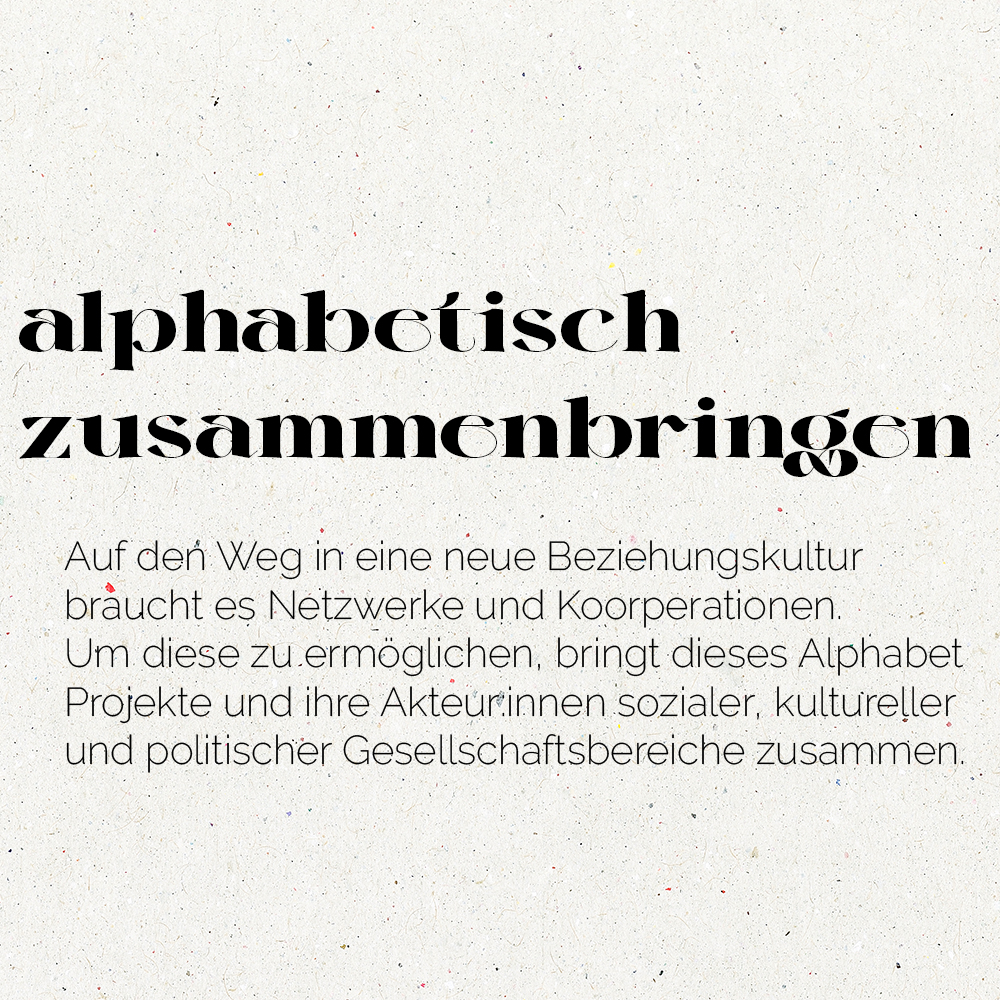 alphabetisch
zusammenbringen
Auf den Weg in eine neue Beziehungskultur
braucht es Netzwerke und Koorperationen.
Um diese zu ermöglichen, bringt dieses Alphabet
Projekte und ihre Akteur:innen sozialer, kultureller
und politischer Gesellschaftsbereiche zusammen.